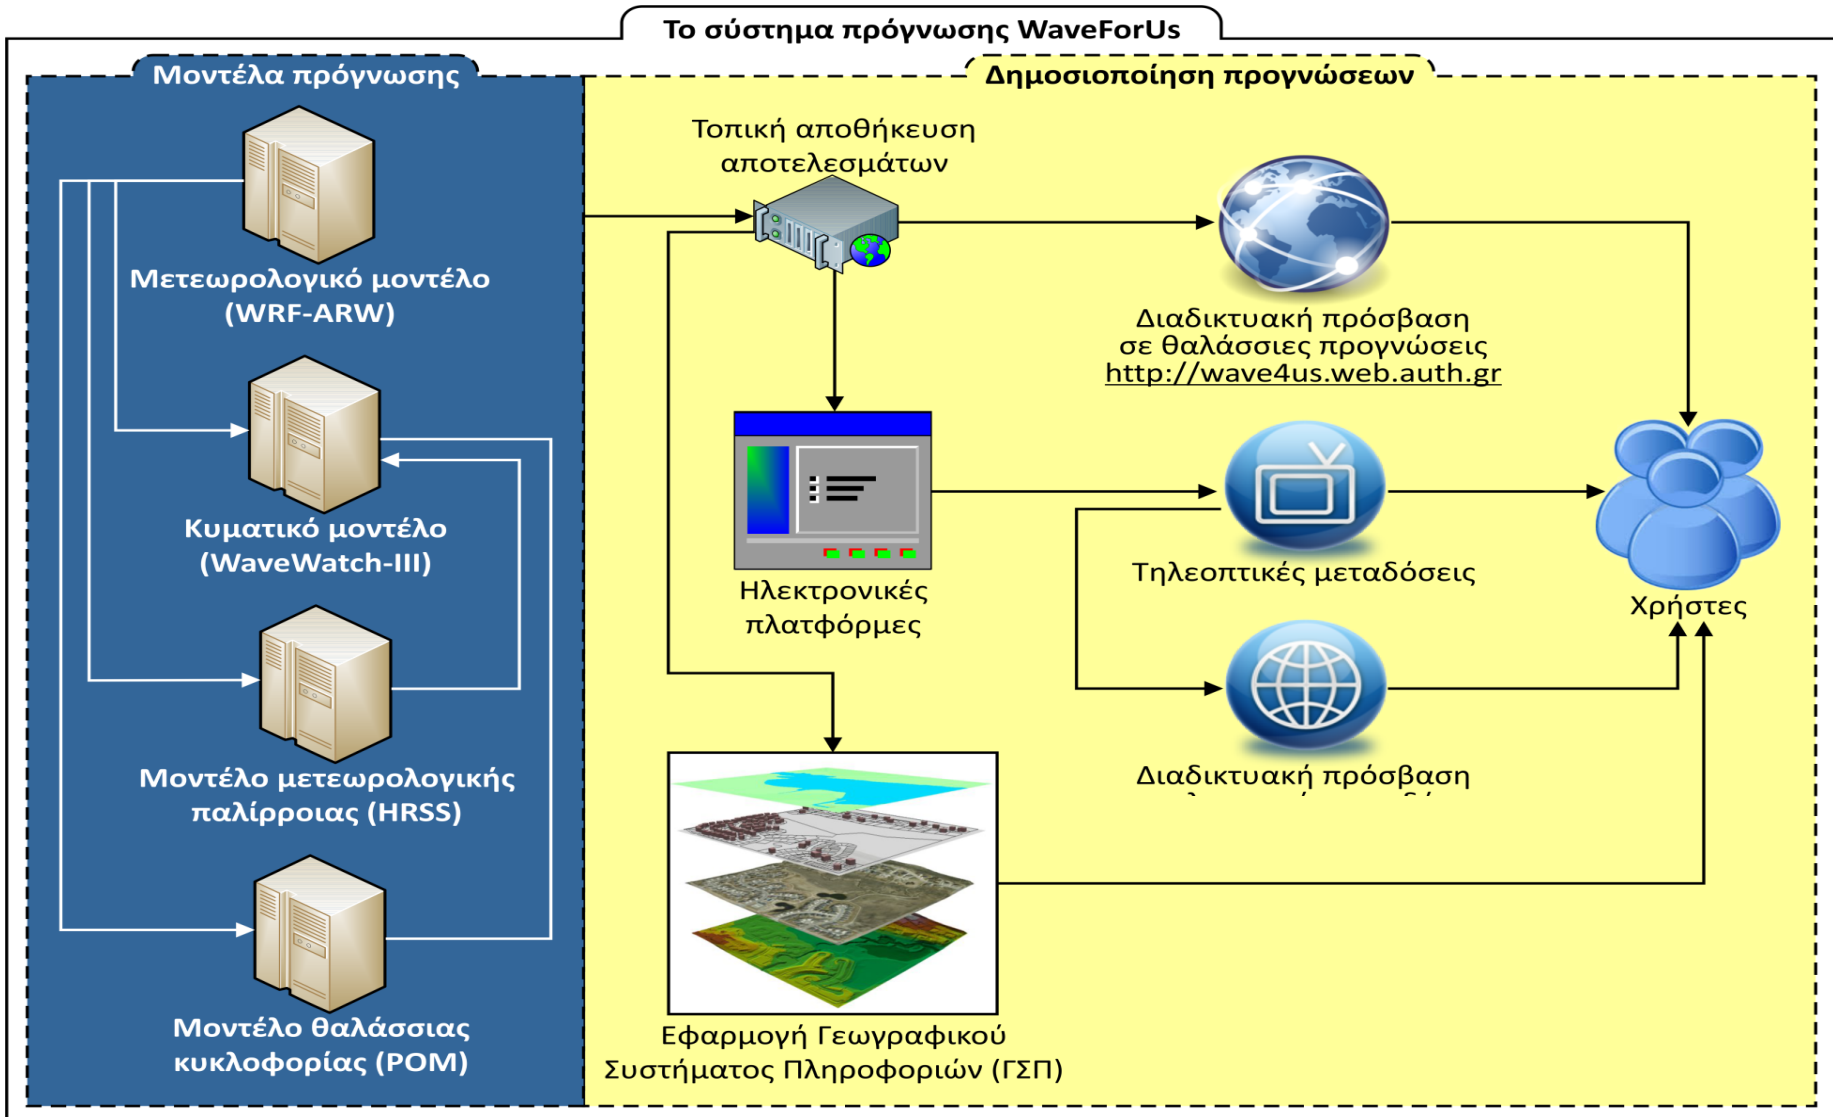 Το σύστημα πρόγνωσης WaveForUs
Μοντέλα πρόγνωσης
Μετεωρολογικό μοντέλο
(WRF-ARW)
Κυματικό μοντέλο
(WaveWatch-III)
Μοντέλο μετεωρολογικής
παλίρροιας (HRSS)
Μοντέλο θαλάσσιας
κυκλοφορίας (POM)
Δημοσιοποίηση προγνώσεων
Τοπική αποθήκευση
αποτελεσμάτων
Διαδικτυακή πρόσβαση
σε θαλάσσιες προγνώσεις
http://wave4us.web.auth.gr
Ηλεκτρονικές
πλατφόρμες
Τηλεοπτικές μεταδόσεις
Χρήστες
Διαδικτυακή πρόσβαση
Εφαρμογή Γεωγραφικού
Συστήματος Πληροφοριών (ΓΣΠ)